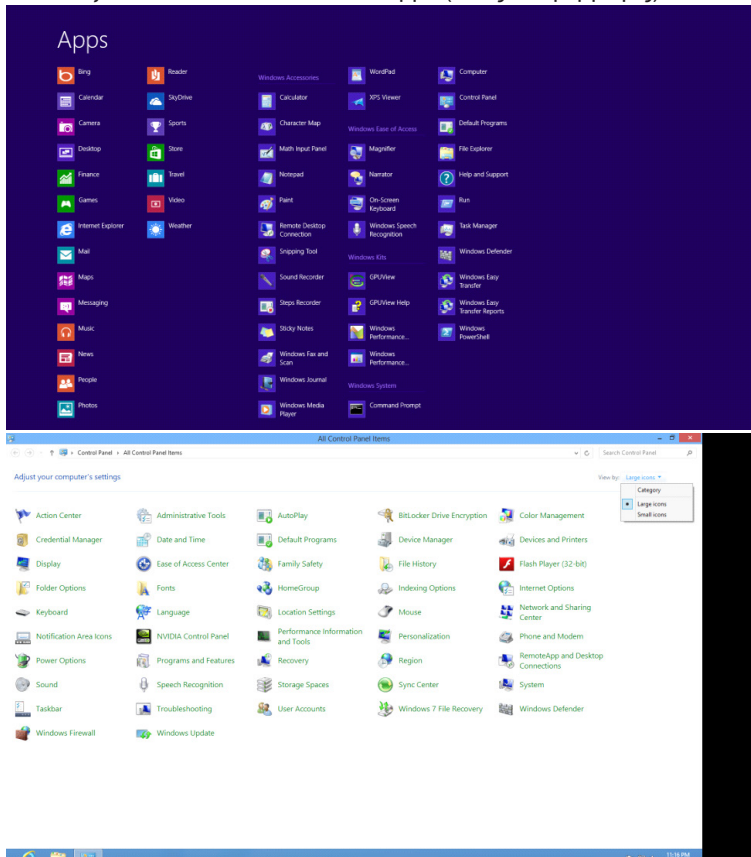 Apps
Bing
Calendar
Camera
Desktop
Finance
Games
Internet Explorer
Mail
Maps
Messaging
Music
News
People
Photos
Reader
SkyDrive
Sports
Store
Travel
Video
Weather
Windows Accessories
Calculator
Character Map
Math Input Panel
Notepad
Paint
Remote Desktop
Connection
Snipping Tool
Sound Recorder
Steps Recorder
Sticky Notes
Windows Fax and
Scan
Windows Journal
Windows Media
Player
WordPad
XPS Viewer
Windows Ease of Access
Magnifier
Narrator
On-Screen
Keyboard
Windows Speech
Recognition
Windows Kits
GPUView
GPUView Help
Windows
Performance...
Windows
Performance...
Windows System
Command Prompt
Computer
Control Panel
Default Programs
File Explorer
Help and Support
Run
Task Manager
Windows Defender
Windows Easy
Transfer
Windows Easy
Transfer Reports
Windows
PowerShell
All Control Panel Items
Control Panel
All Control Panel Items
Search Control Panel
Adjust your computer's settings
View by: Large icons
Category
Large icons
Small icons
Action Center
Administrative Tools
AutoPlay
BitLocker Drive Encryption
Color Management
Credential Manager
Date and Time
Default Programs
Device Manager
Devices and Printers
Display
Ease of Access Center
Family Safety
File History
Flash Player (32-bit)
Folder Options
Fonts
HomeGroup
Indexing Options
Internet Options
Keyboard
Language
Location Settings
Mouse
Network and Sharing
Center
Notification Area Icons
NVIDIA Control Panel
Performance Information
and Tools
Personalization
Phone and Modem
Power Options
Programs and Features
Recovery
Region
RemoteApp and Desktop
Connections
Sound
Speech Recognition
Storage Spaces
Sync Center
System
Taskbar
Troubleshooting
User Accounts
Windows 7 File Recovery
Windows Defender
Windows Firewall
Windows Update
11:16 PM